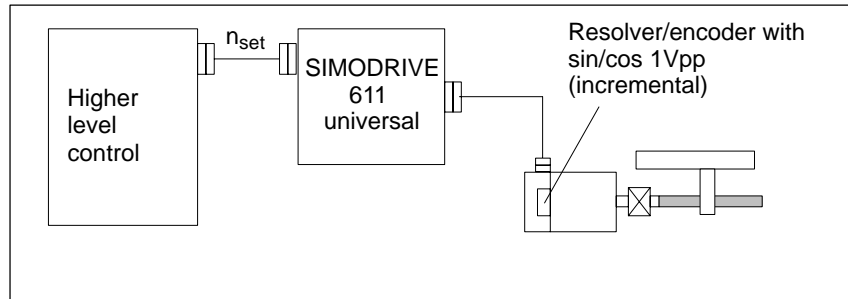 n_set
Resolver/encoder with
sin/cos 1Vpp
(incremental)
SIMODRIVE
611
universal
Higher
level
control